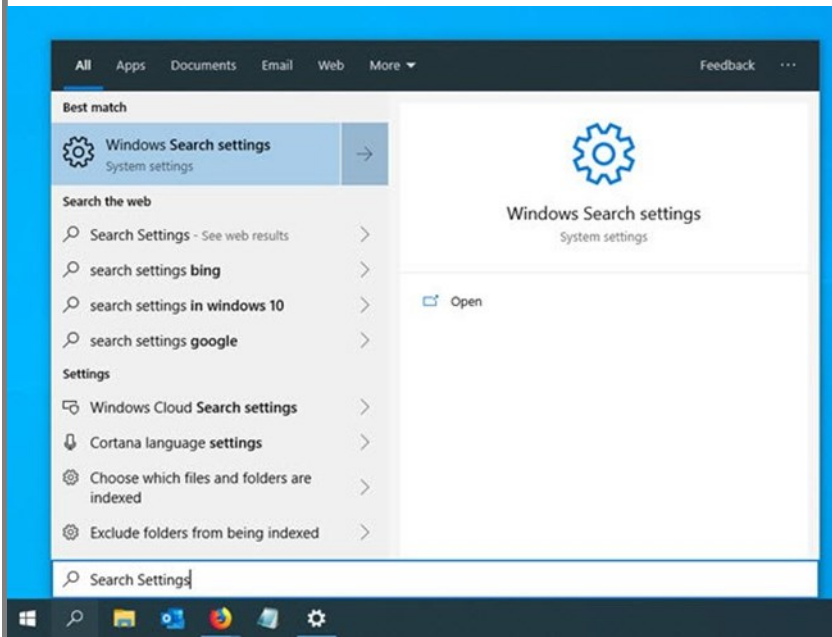 All Apps Documents Email Web More Feedback ...
Best match
Windows Search settings
System settings
Search the web
Search Settings - See web results
search settings bing
search settings in windows 10
search settings google
Settings
Windows Cloud Search settings
Cortana language settings
Choose which files and folders are
indexed
Exclude folders from being indexed
Windows Search settings
System settings
Open
Search Settings